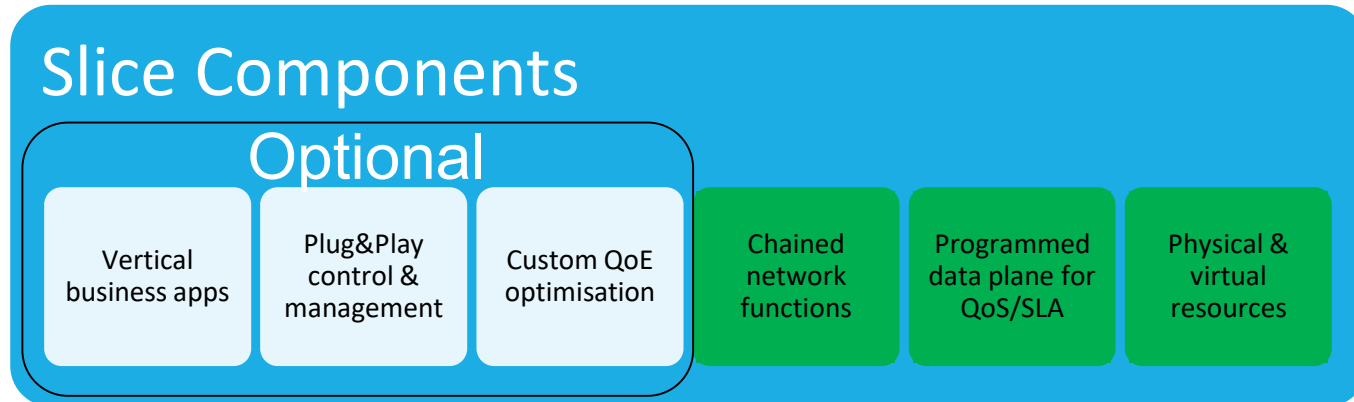 Slice Components
Optional
Vertical
business apps
Plug&Play
control &
management
Custom QoE
optimisation
Chained
network
functions
Programmed
data plane for
QoS/SLA
Physical &
virtual
resources